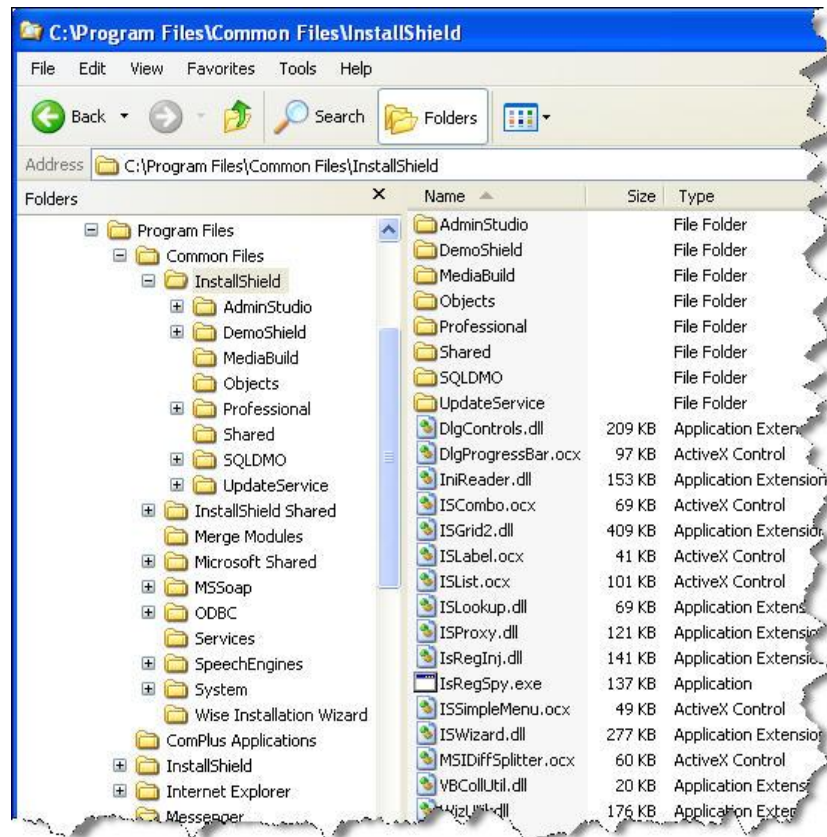 C:\Program Files\Common Files\InstallShield
File Edit View Favorites Tools Help
Back Search Folders
Address C:\Program Files\Common Files\InstallShield
Folders
Program Files
Common Files
InstallShield
AdminStudio
DemoShield
MediaBuild
Objects
Professional
Shared
SQLDMO
UpdateService
InstallShield Shared
Merge Modules
Microsoft Shared
MSSoap
ODBC
Services
SpeechEngines
System
Wise Installation Wizard
ComPlus Applications
InstallShield
Internet Explorer
Messenger
Name Size Type
AdminStudio File Folder
DemoShield File Folder
MediaBuild File Folder
Objects File Folder
Professional File Folder
Shared File Folder
SQLDMO File Folder
UpdateService File Folder
DlgControls.dll 209 KB Application
DlgProgressBar.ocx 97 KB ActiveX Control
IniReader.dll 153 KB Application Extension
ISCombo.ocx 69 KB ActiveX Control
ISGrid2.dll 409 KB Application Extension
ISLabel.ocx 41 KB ActiveX Control
ISList.ocx 101 KB ActiveX Control
ISLookup.dll 69 KB Application
ISProxy.dll 121 KB Application Extension
IsRegInj.dll 141 KB Application
IsRegSpy.exe 137 KB Application
ISSimpleMenu.ocx 49 KB ActiveX Control
ISWizard.dll 277 KB Application Extension
MSIDiffSplitter.ocx 60 KB ActiveX Control
VBCollUtil.dll 20 KB Application
176 KB Application